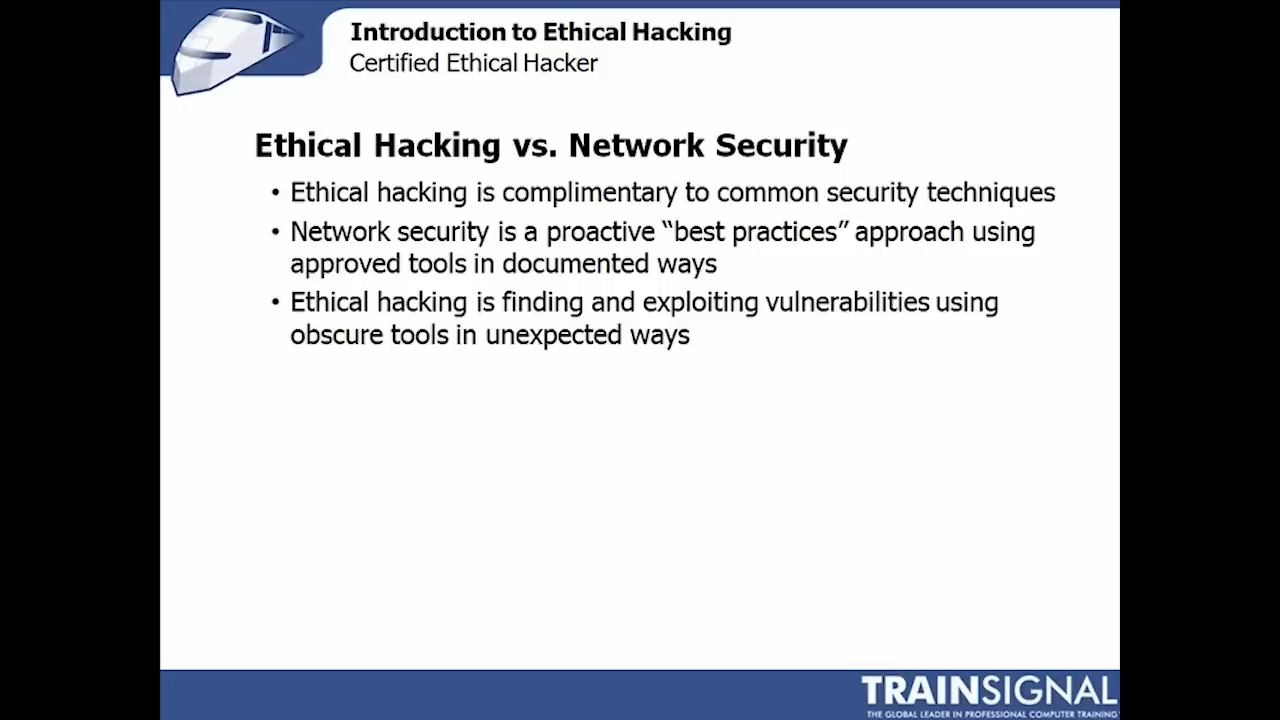 Introduction to Ethical Hacking
Certified Ethical Hacker
Ethical Hacking vs. Network Security
• Ethical hacking is complimentary to common security techniques
• Network security is a proactive “best practices” approach using
approved tools in documented ways
• Ethical hacking is finding and exploiting vulnerabilities using
obscure tools in unexpected ways
TRAINSIGNAL
THE GLOBAL LEADER IN PROFESSIONAL COMPUTER TRAINING